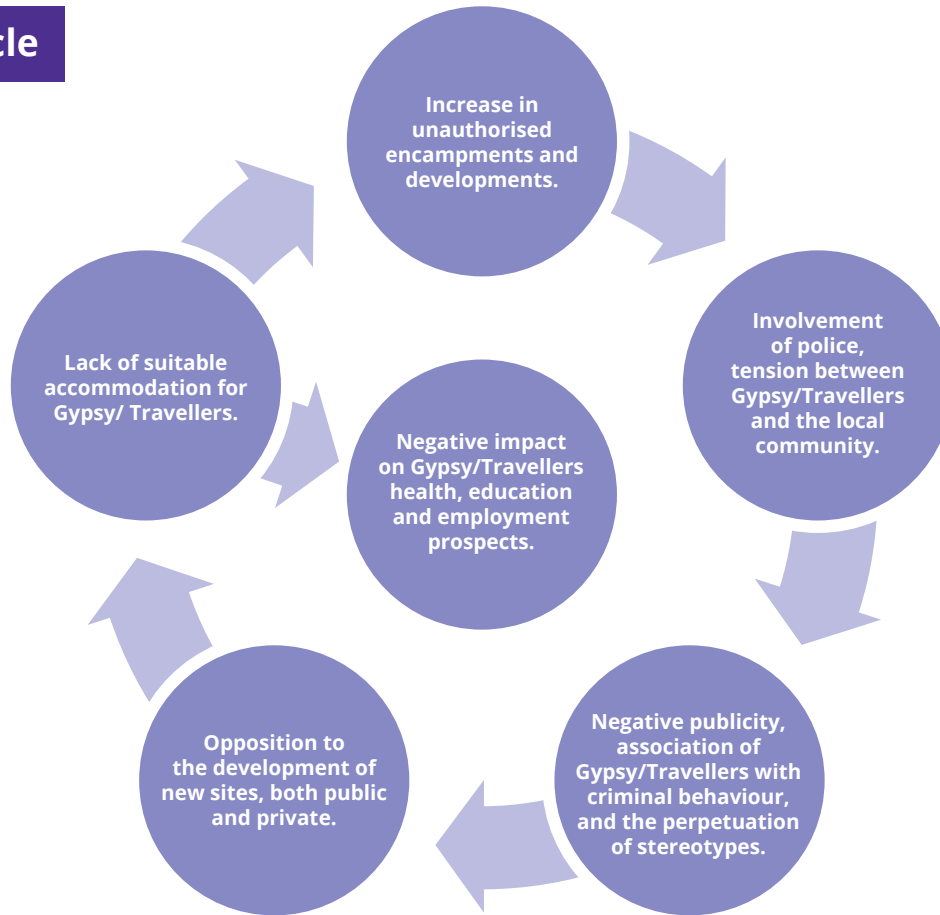 cle
Increase in
unauthorised
encampments and
developments.
Involvement
of police,
tension between
Gypsy/Travellers
and the local
community.
Negative publicity,
association of
Gypsy/Travellers with
criminal behaviour,
and the perpetuation
of stereotypes.
Opposition to
the development of
new sites, both public
and private.
Lack of suitable
accommodation for
Gypsy/ Travellers.
Negative impact
on Gypsy/Travellers
health, education
and employment
prospects.